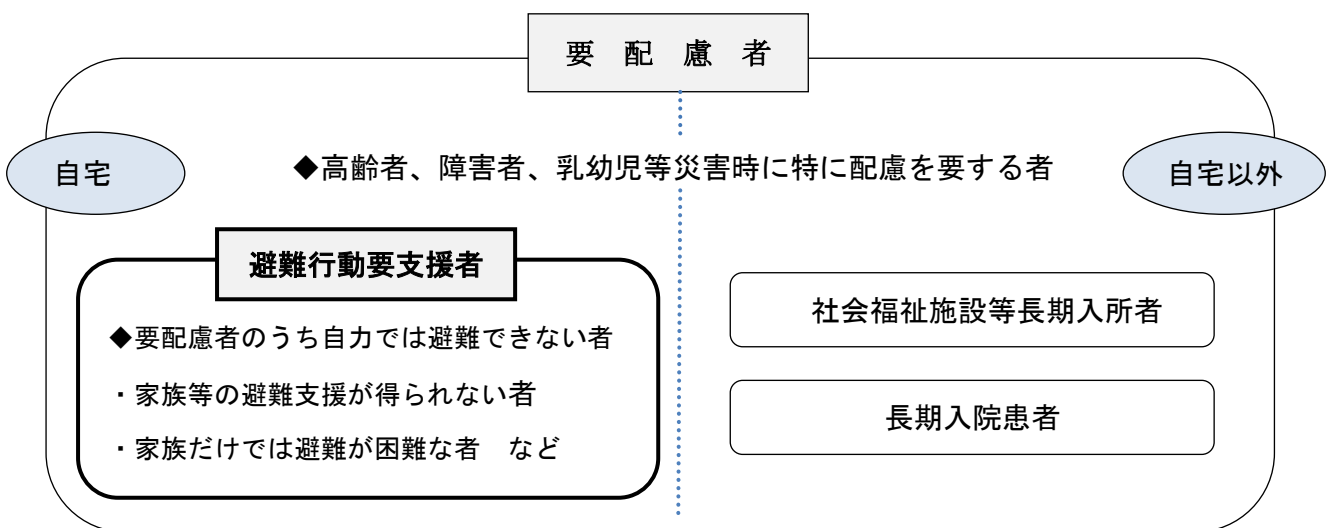 要 配 慮 者
自宅
◆高齢者、障害者、乳幼児等災害時に特に配慮を要する者
自宅以外
避難行動要支援者
◆要配慮者のうち自力では避難できない者
・家族等の避難支援が得られない者
・家族だけでは避難が困難な者　など
社会福祉施設等長期入所者
長期入院患者